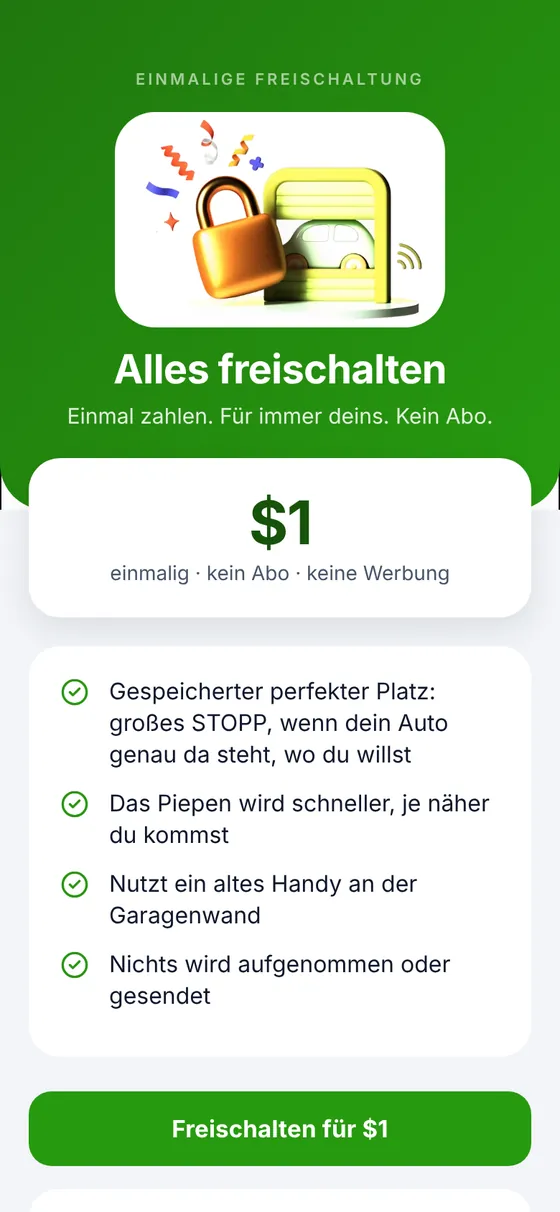 EINMALIGE FREISCHALTUNG
Alles freischalten
Einmal zahlen. Für immer deins. Kein Abo.
$1
einmalig · kein Abo · keine Werbung
Gespeicherter perfekter Platz:
großes STOPP, wenn dein Auto
genau da steht, wo du willst
Das Piepen wird schneller, je näher
du kommst
Nutzt ein altes Handy an der
Garagenwand
Nichts wird aufgenommen oder
gesendet
Freischalten für $1